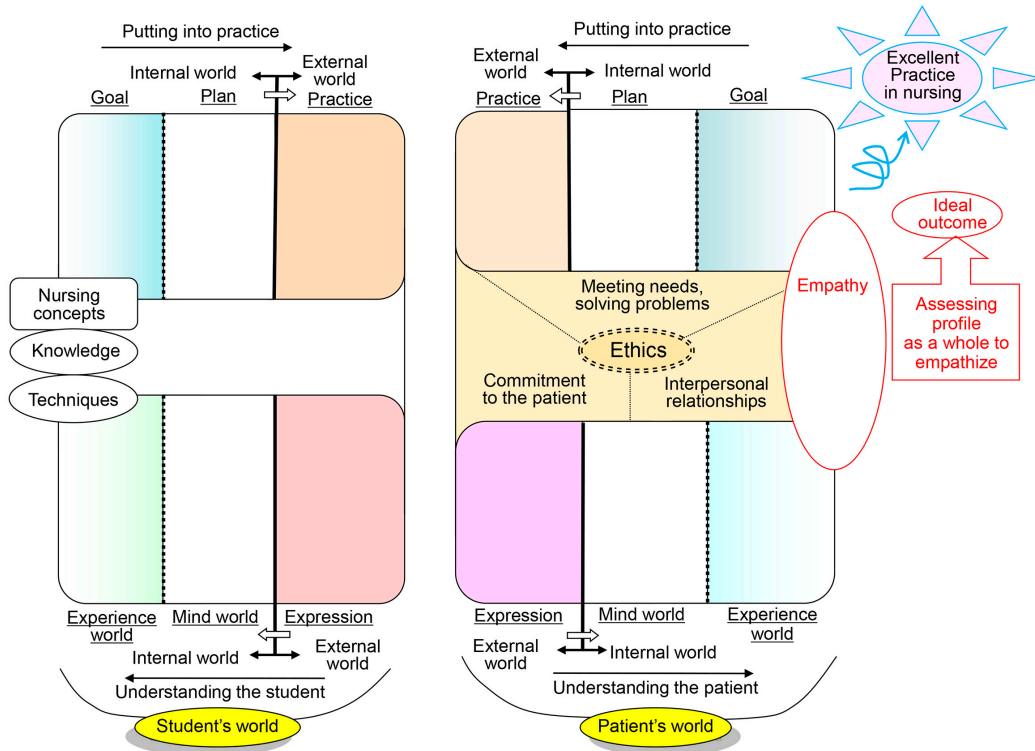 Putting into practice
Internal world
External
world
Goal
Plan
Practice
Nursing
concepts
Knowledge
Techniques
Experience
world
Mind world
Expression
Internal world
External
world
Understanding the student
Student's world
Putting into practice
External
world
Internal world
Practice
Plan
Goal
Meeting needs,
solving problems
Ethics
Commitment
to the patient
Interpersonal
relationships
Empathy
Expression
Mind world
Experience
world
External
world
Internal world
Understanding the patient
Patient's world
Excellent
Practice
in nursing
Ideal
outcome
Assessing
profile
as a whole to
empathize